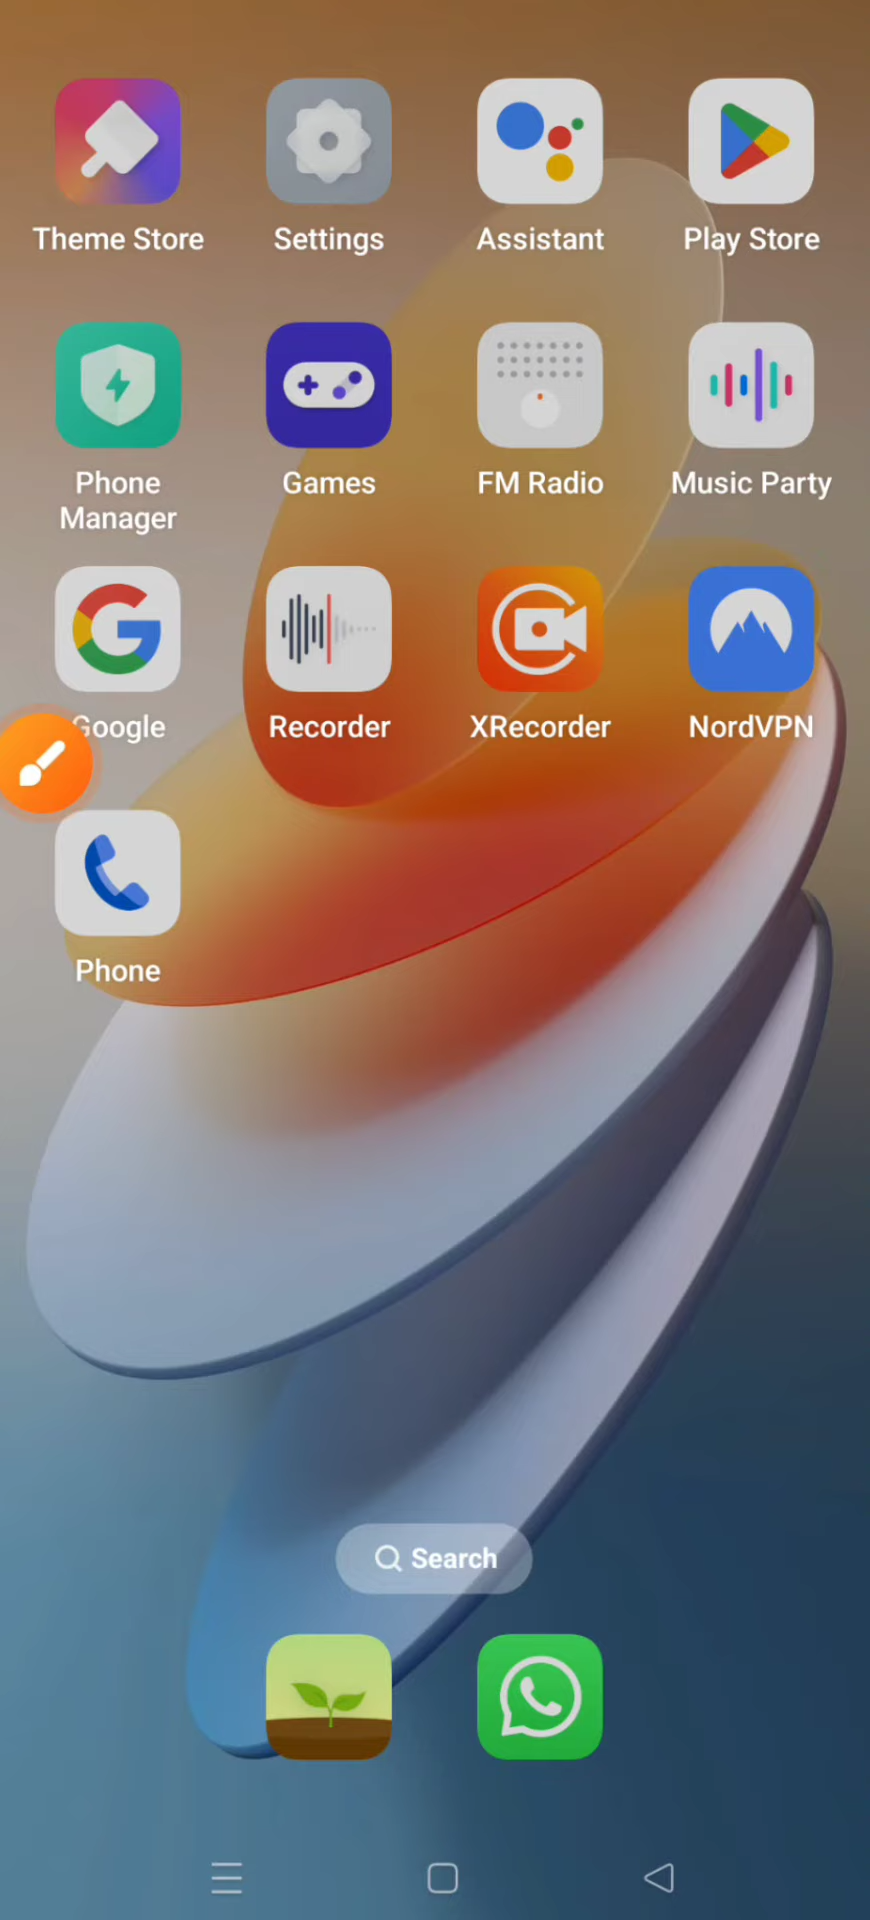 Theme Store
Settings
Assistant
Play Store
Phone
Manager
Games
FM Radio
Music Party
Google
Recorder
XRecorder
NordVPN
Phone
Search